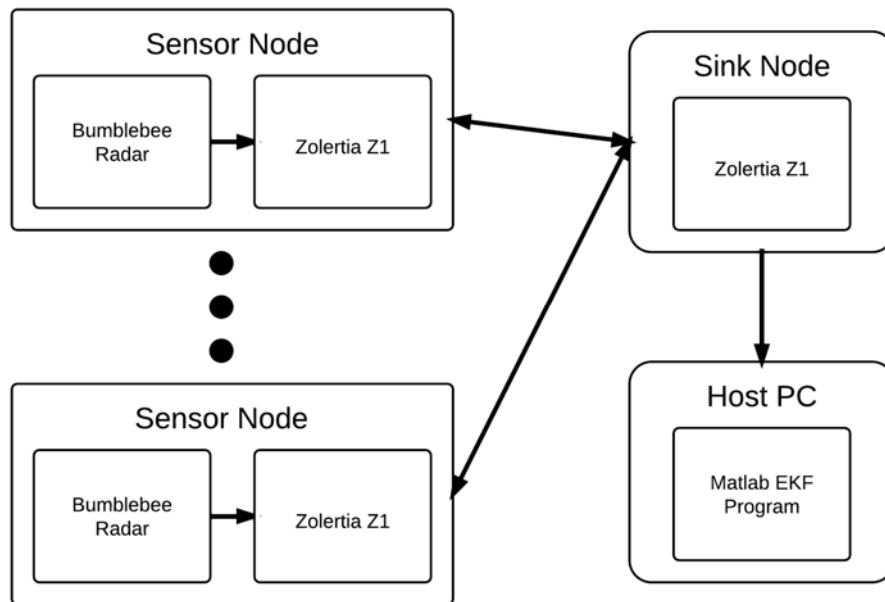 Sensor Node
Bumblebee
Radar
Zolertia Z1
Sink Node
Zolertia Z1
Sensor Node
Bumblebee
Radar
Zolertia Z1
Host PC
Matlab EKF
Program